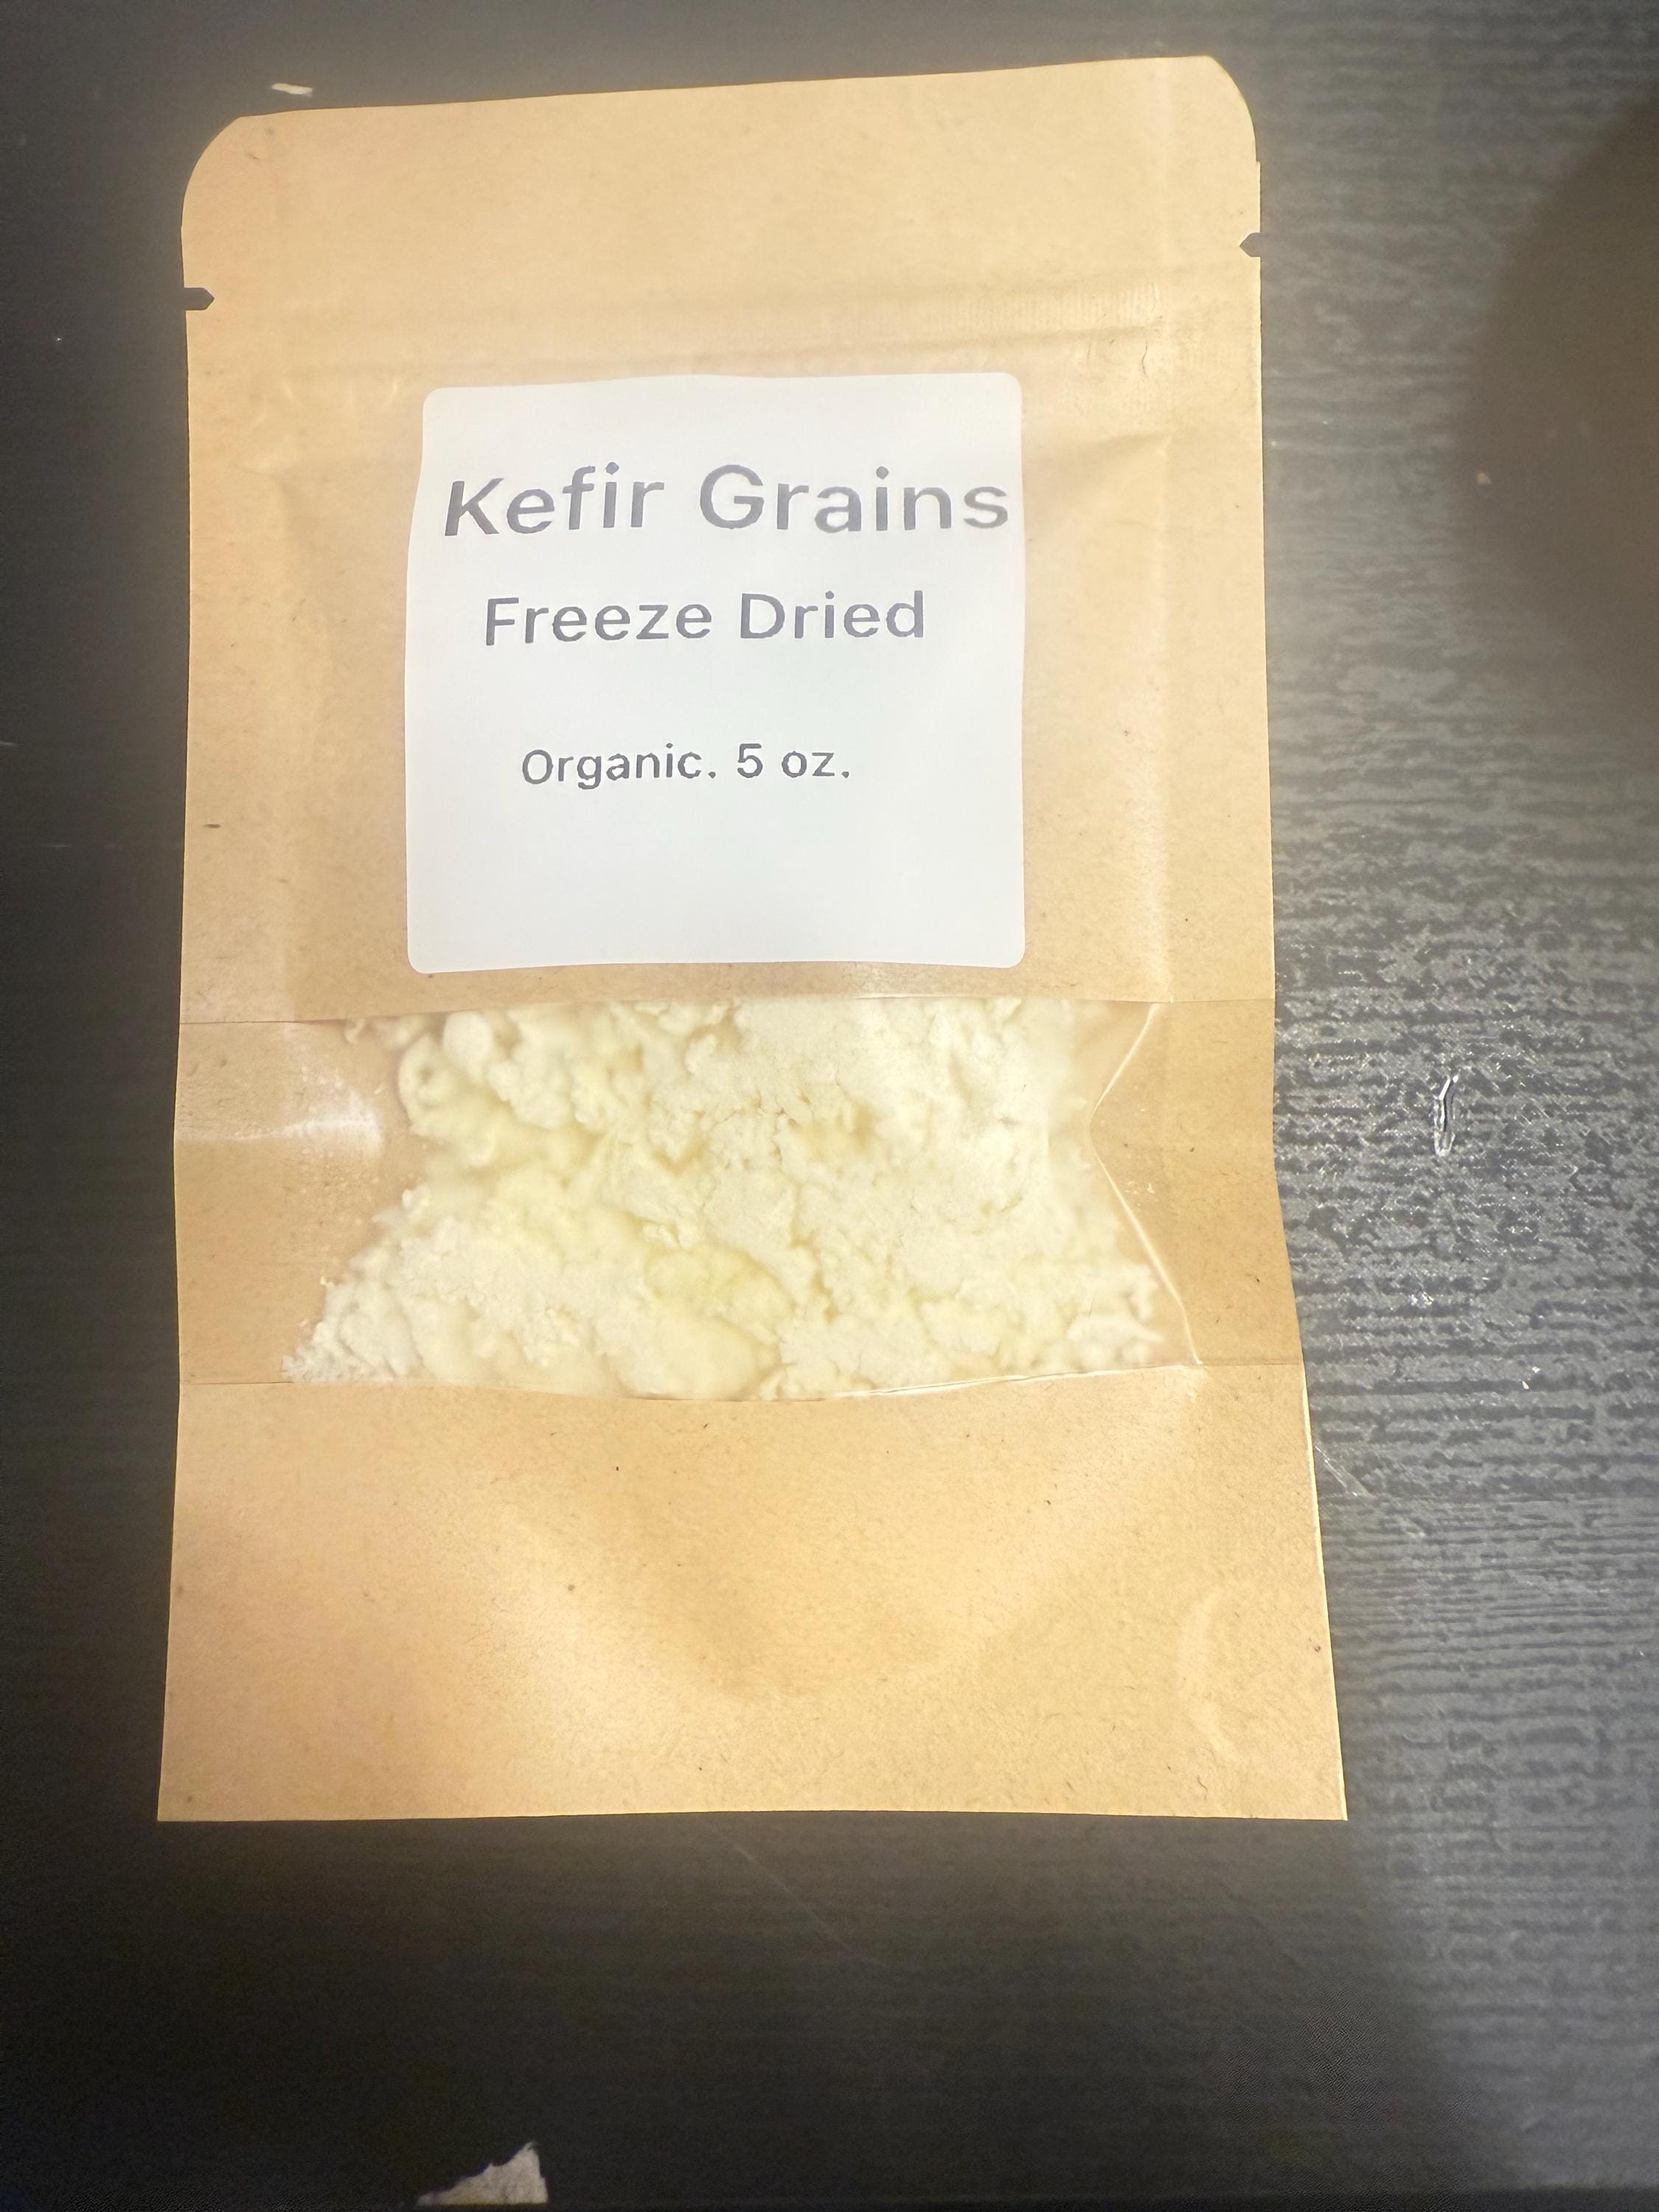 Kefir Grains
Freeze Dried
Organic. 5 oz.